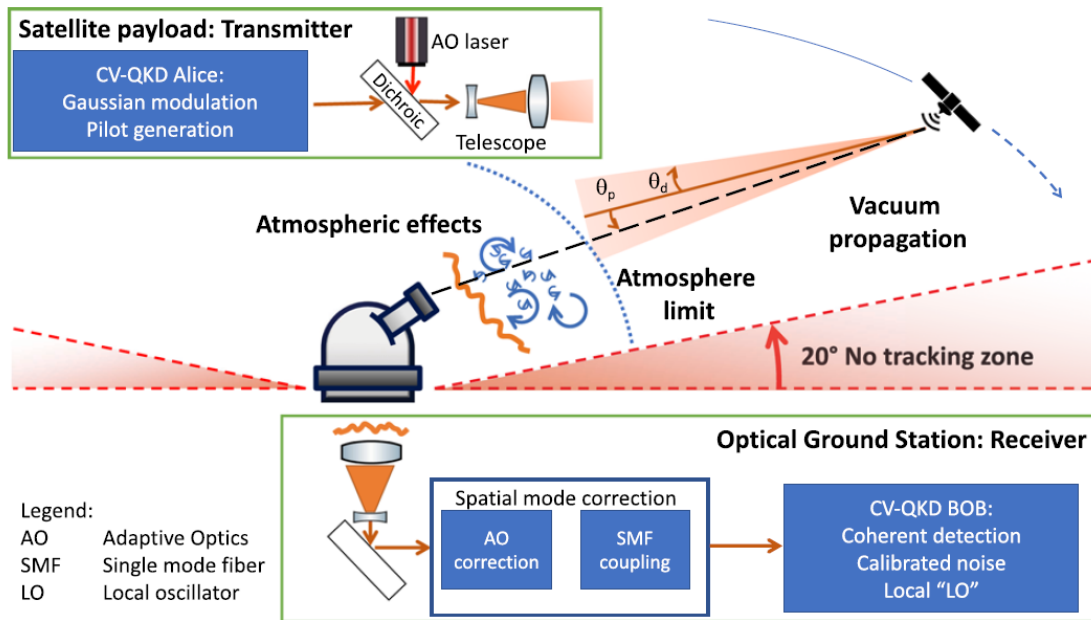 Satellite payload: Transmitter
AO laser
CV-QKD Alice:
Gaussian modulation
Pilot generation
Dichroic
Telescope
θp
θd
Atmospheric effects
Vacuum
propagation
Atmosphere
limit
20° No tracking zone
Optical Ground Station: Receiver
Spatial mode correction
AO
correction
SMF
coupling
CV-QKD BOB:
Coherent detection
Calibrated noise
Local “LO”
Legend:
AO Adaptive Optics
SMF Single mode fiber
LO Local oscillator